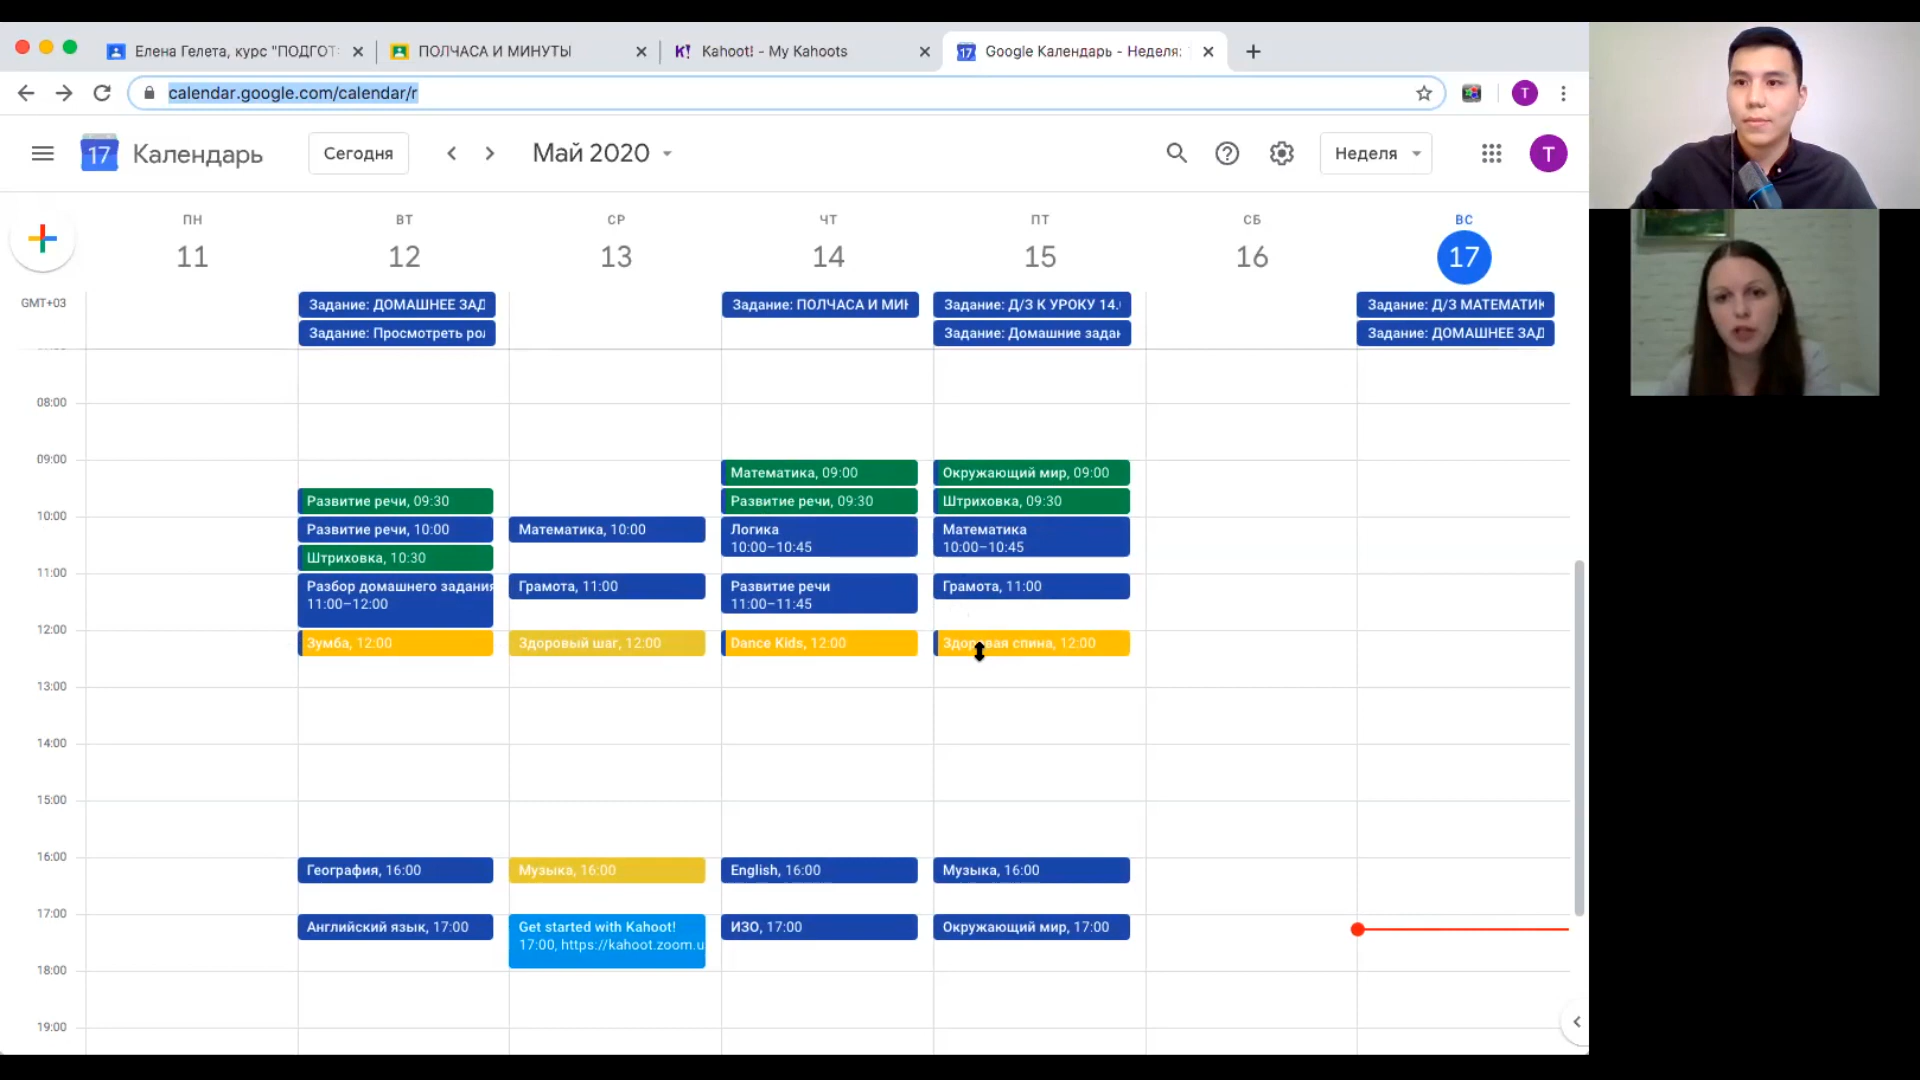 Елена Гелета, курс "ПОДГОТ
ПОЛЧАСА И МИНУТЫ
K! Kahoot! - My Kahoots
17 Google Календарь - Неделя:
calendar.google.com/calendar/r
T
17 Календарь
Сегодня
Май 2020
Неделя
T
ПН ВТ СР ЧТ ПТ СБ ВС
11 12 13 14 15 16 17
GMT+03
Задание: ДОМАШНЕЕ ЗАД
Задание: ПОЛЧАСА И МИН
Задание: Д/З К УРОКУ 14.
Задание: Д/З МАТЕМАТИК
Задание: Просмотреть рол
Задание: Домашние задан
Задание: ДОМАШНЕЕ ЗАД
08:00
09:00
Математика, 09:00
Окружающий мир, 09:00
Развитие речи, 09:30
Развитие речи, 09:30
Штриховка, 09:30
10:00
Развитие речи, 10:00
Математика, 10:00
Логика
10:00–10:45
Математика
10:00–10:45
Штриховка, 10:30
11:00
Разбор домашнего задания
11:00–12:00
Грамота, 11:00
Развитие речи
11:00–11:45
Грамота, 11:00
12:00
Зумба, 12:00
Здоровый шаг, 12:00
Dance Kids, 12:00
Здоровая спина, 12:00
13:00
14:00
15:00
16:00
География, 16:00
Музыка, 16:00
English, 16:00
Музыка, 16:00
17:00
Английский язык, 17:00
Get started with Kahoot!
17:00, https://kahoot.zoom.u
ИЗО, 17:00
Окружающий мир, 17:00
18:00
19:00